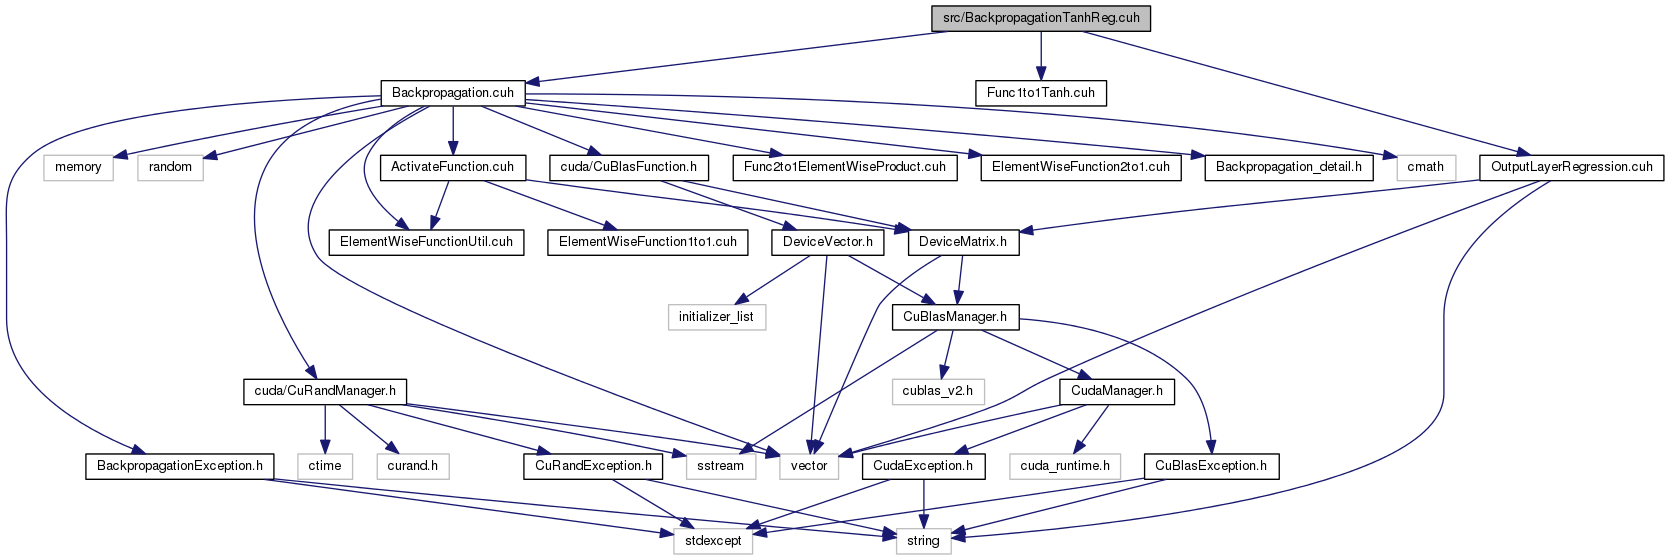 src/BackpropagationTanhReg.cuh
Backpropagation.cuh
Func1to1Tanh.cuh
memory
random
ActivateFunction.cuh
cuda/CuBlasFunction.h
Func2to1ElementWiseProduct.cuh
ElementWiseFunction2to1.cuh
Backpropagation_detail.h
cmath
OutputLayerRegression.cuh
ElementWiseFunctionUtil.cuh
ElementWiseFunction1to1.cuh
DeviceVector.h
DeviceMatrix.h
initializer_list
CuBlasManager.h
cuda/CuRandManager.h
cublas_v2.h
CudaManager.h
BackpropagationException.h
ctime
curand.h
CuRandException.h
sstream
vector
CudaException.h
cuda_runtime.h
CuBlasException.h
stdexcept
string